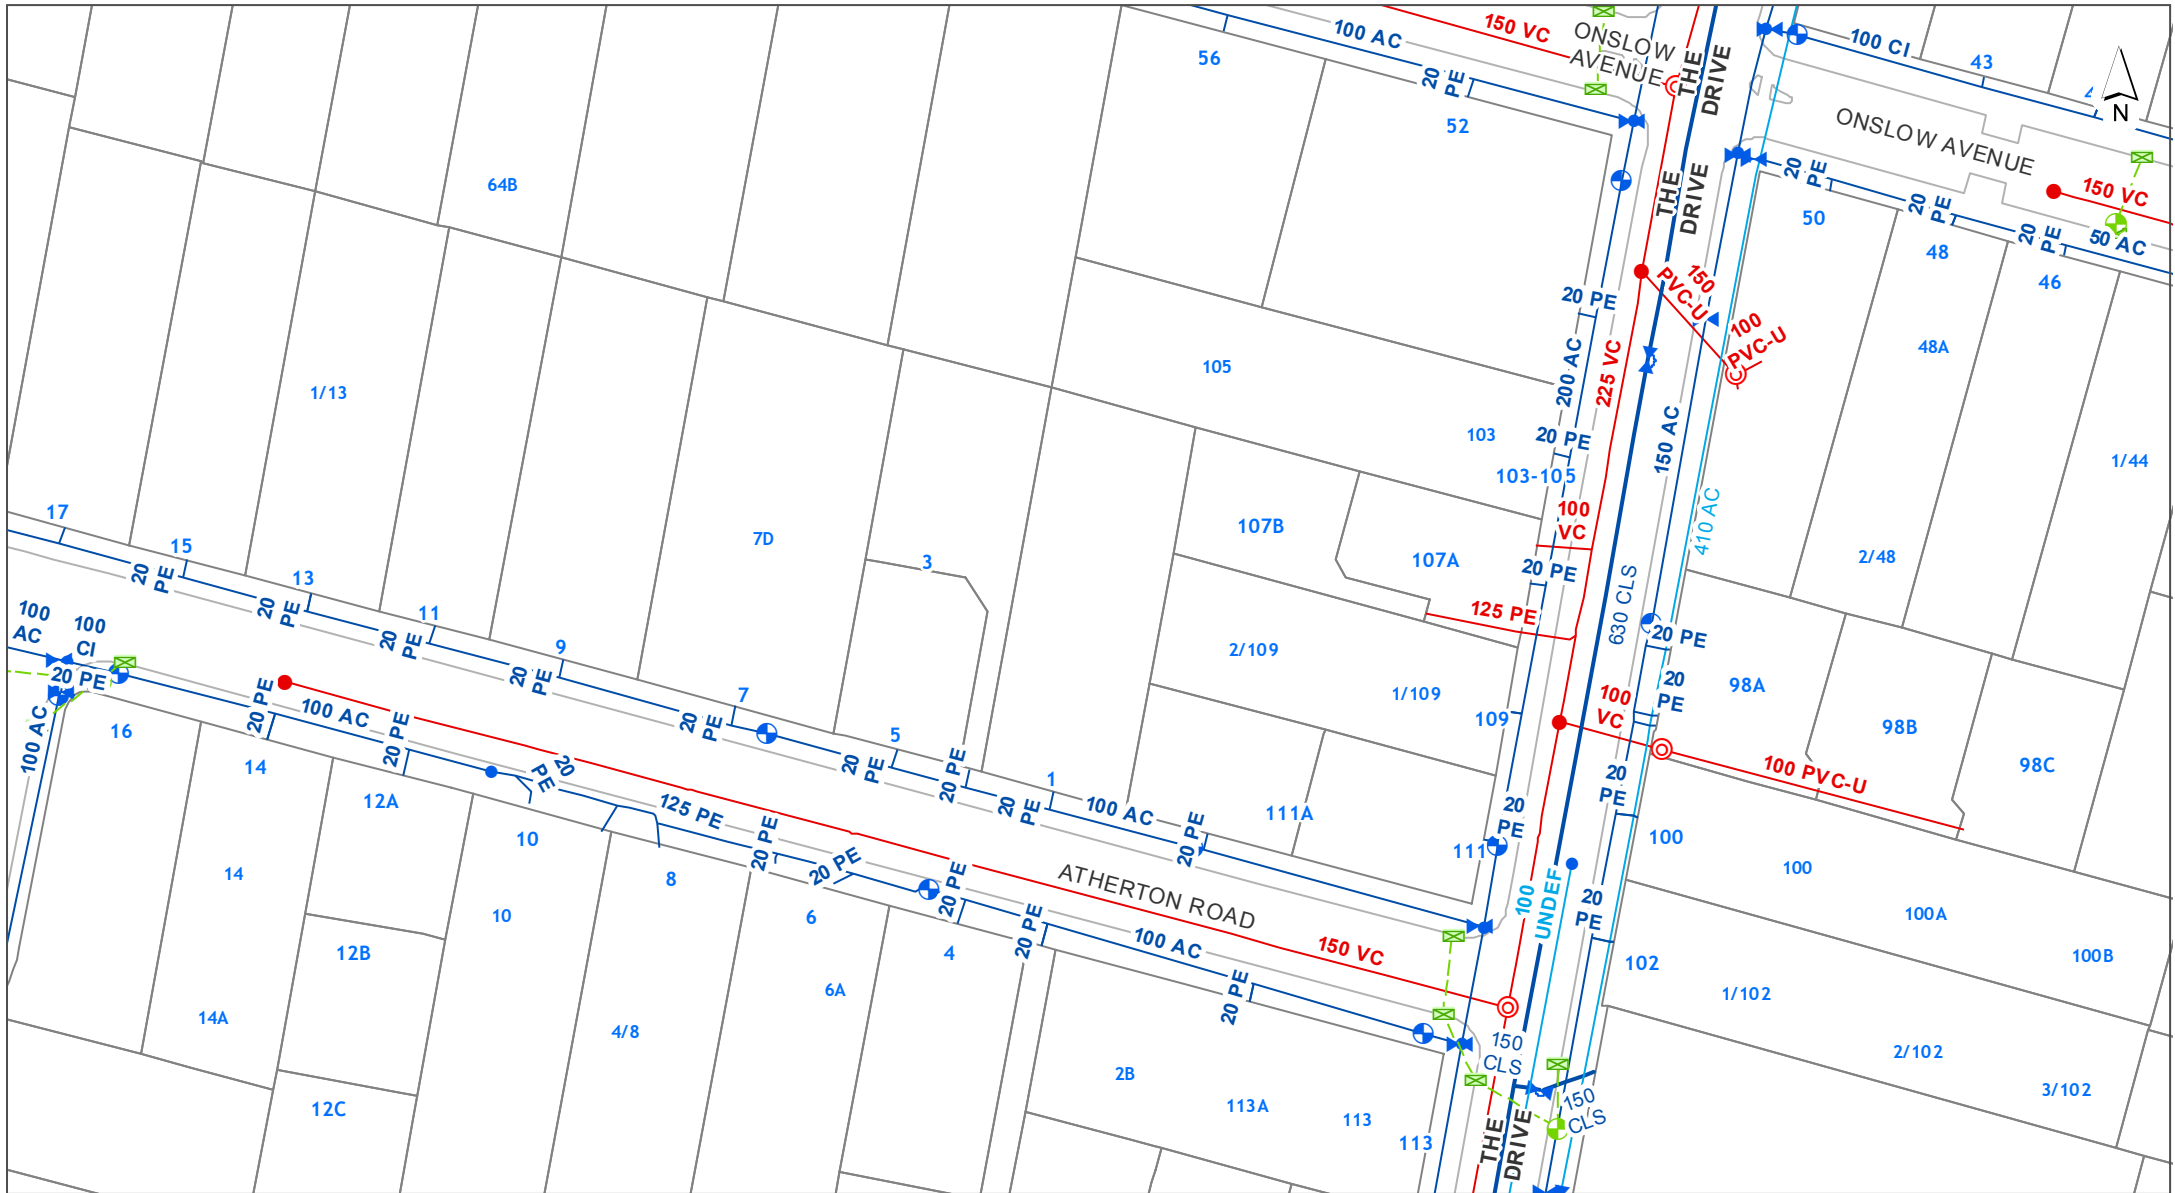 100 AC
150 VC
ONSLOW
AVENUE
THE
DRIVE
100 CI
43
N
56
20
PE
52
ONSLOW AVENUE
64B
THE
DRIVE
20
PE
50
20
PE
150 VC
48
20
PE
50 AC
46
150
PVC-U
100
PVC-U
20 PE
1/13
105
200 AC
225 VC
48A
103
20 PE
150 AC
103-105
1/44
17
15
7D
107B
100
VC
410 AC
2/48
3
107A
20 PE
13
20
PE
20
PE
11
125 PE
630 CLS
100
AC
100
CI
20
PE
9
2/109
20 PE
20 PE
20
PE
7
1/109
109
20
PE
98A
100
VC
98B
16
20 PE
100 AC
20 PE
20
PE
5
98C
100 AC
14
20
PE
20
PE
20 PE
1
20
PE
100 PVC-U
12A
125 PE
20
PE
100 AC
111A
20
PE
10
20 PE
20 PE
20 PE
111
100
100
14
8
20 PE
ATHERTON ROAD
100
UNDEF
20
PE
100A
10
6
20 PE
12B
4
100 AC
150 VC
102
100B
6A
20 PE
1/102
14A
4/8
150
CLS
2/102
2B
3/102
12C
113A
113
113
150
CLS
THE
DRIVE